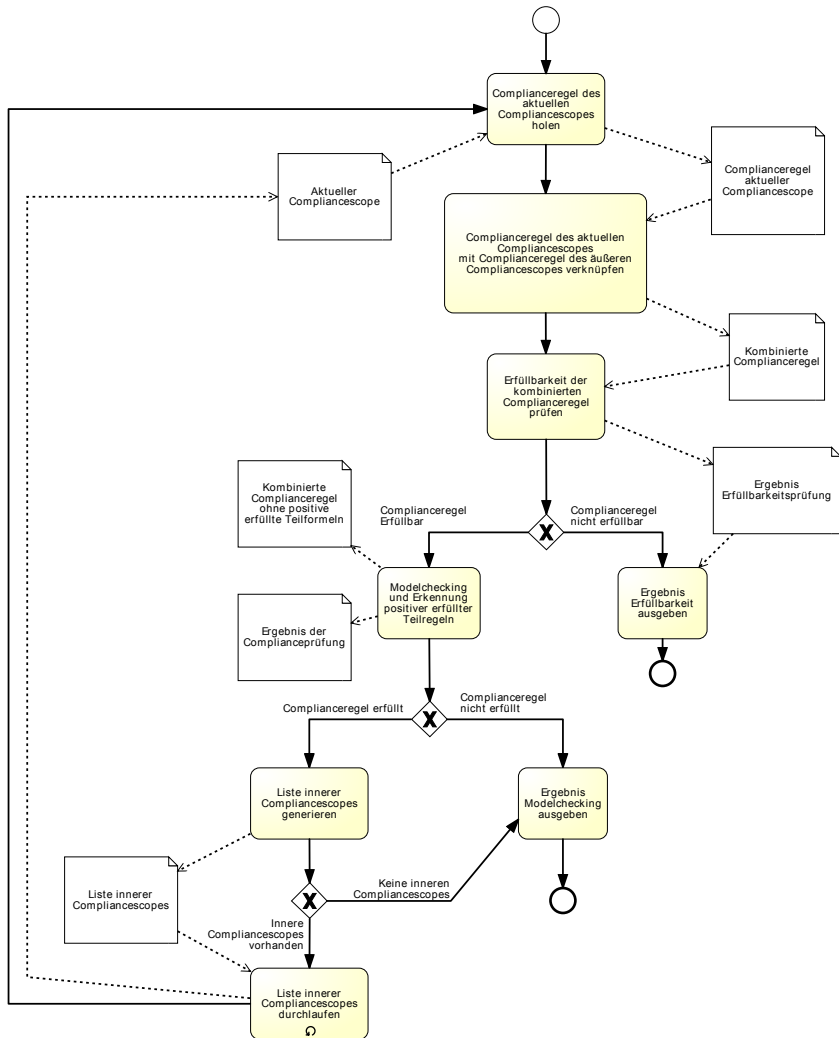 Complianceregel des
aktuellen
Compliancescopes
holen
Aktueller
Compliancescope
Complianceregel
aktueller
Compliancescope
Complianceregel des aktuellen
Compliancescopes
mit Complianceregel des äußeren
Compliancescopes verknüpfen
Kombinierte
Complianceregel
Erfüllbarkeit der
kombinierten
Complianceregel
prüfen
Ergebnis
Erfüllbarkeitsprüfung
Kombinierte
Complianceregel
ohne positive
erfüllte Teilformeln
Complianceregel
Erfüllbar
Complianceregel
nicht erfüllbar
Modelchecking
und Erkennung
positiver erfüllter
Teilregeln
Ergebnis
Erfüllbarkeit
ausgeben
Ergebnis der
Complianceprüfung
Complianceregel erfüllt
Complianceregel
nicht erfüllt
Liste innerer
Compliancescopes
generieren
Ergebnis
Modelchecking
ausgeben
Liste innerer
Compliancescopes
Keine inneren
Compliancescopes
Innere
Compliancescopes
vorhanden
Liste innerer
Compliancescopes
durchlaufen